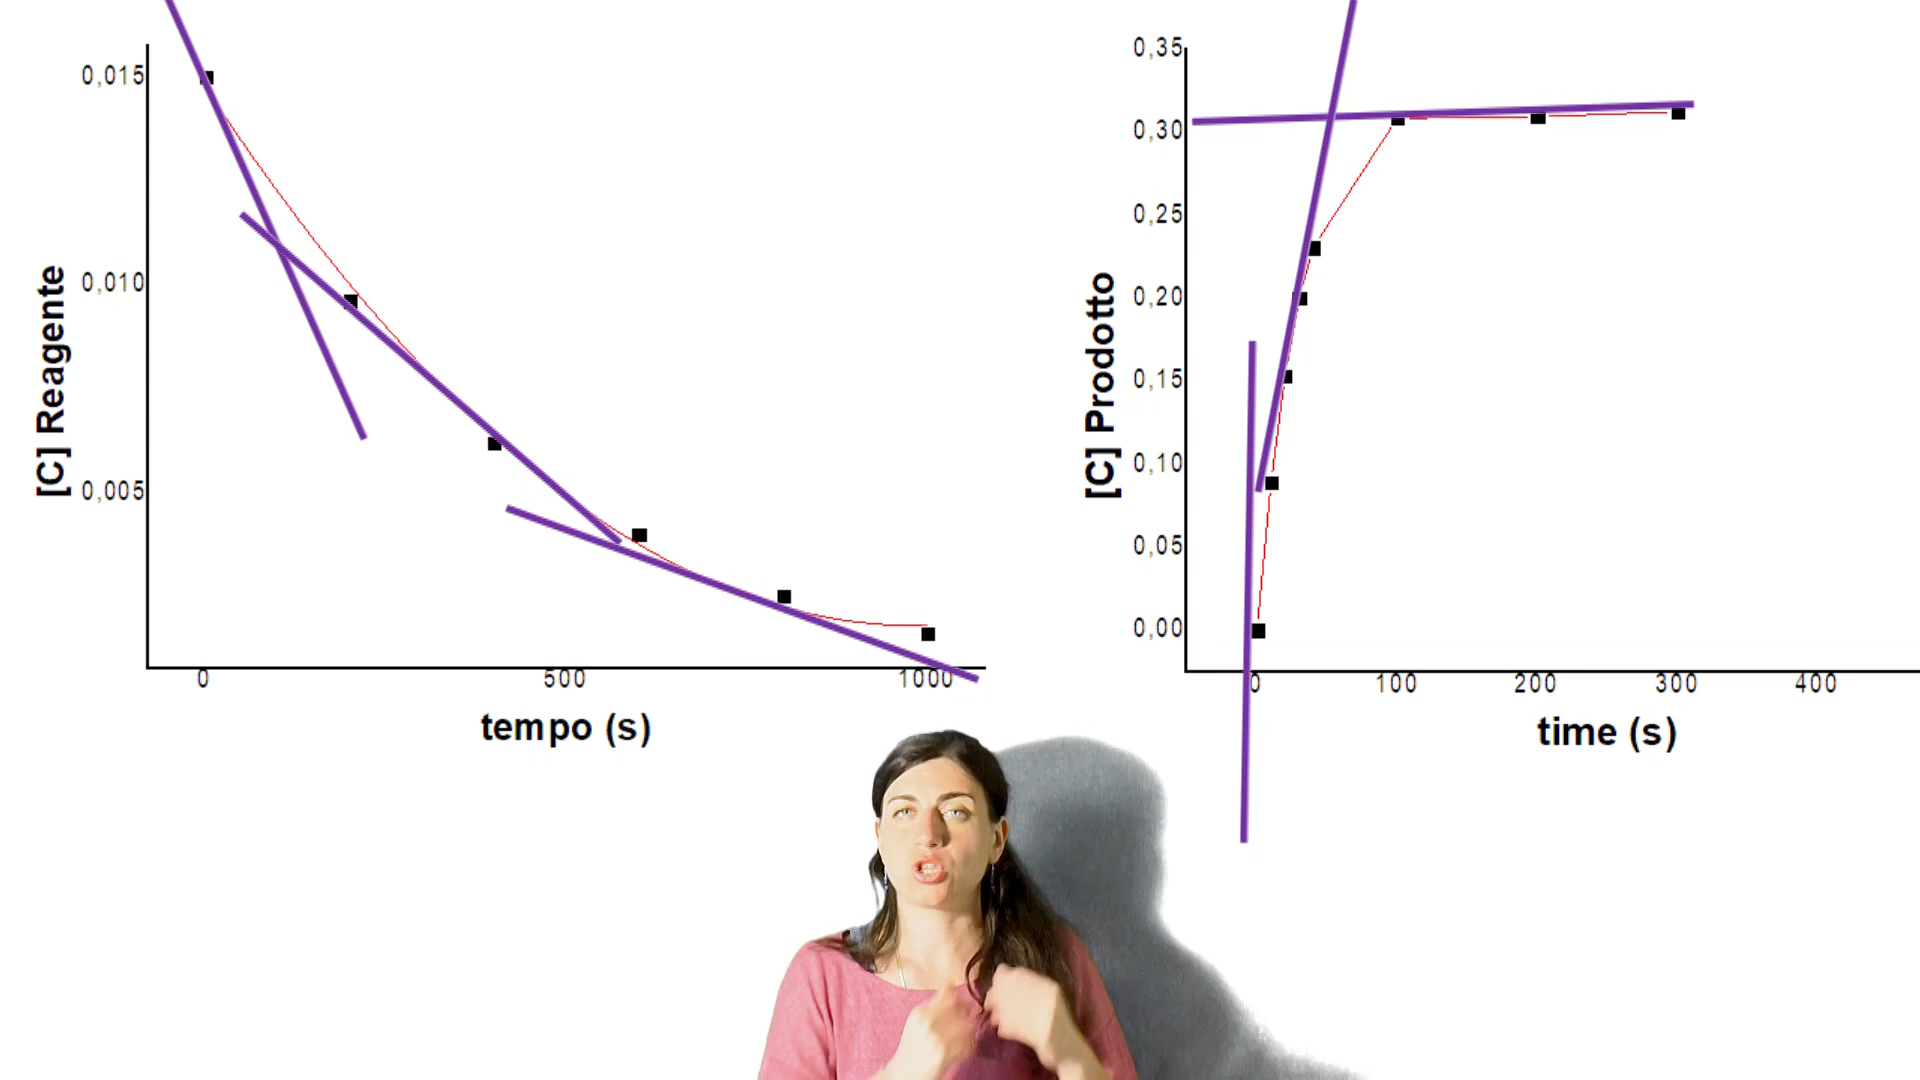 [C] Reagente
0,015
0,010
0,005
0 500 1000
tempo (s)
[C] Prodotto
0,35
0,30
0,25
0,20
0,15
0,10
0,05
0,00
0 100 200 300 400
time (s)